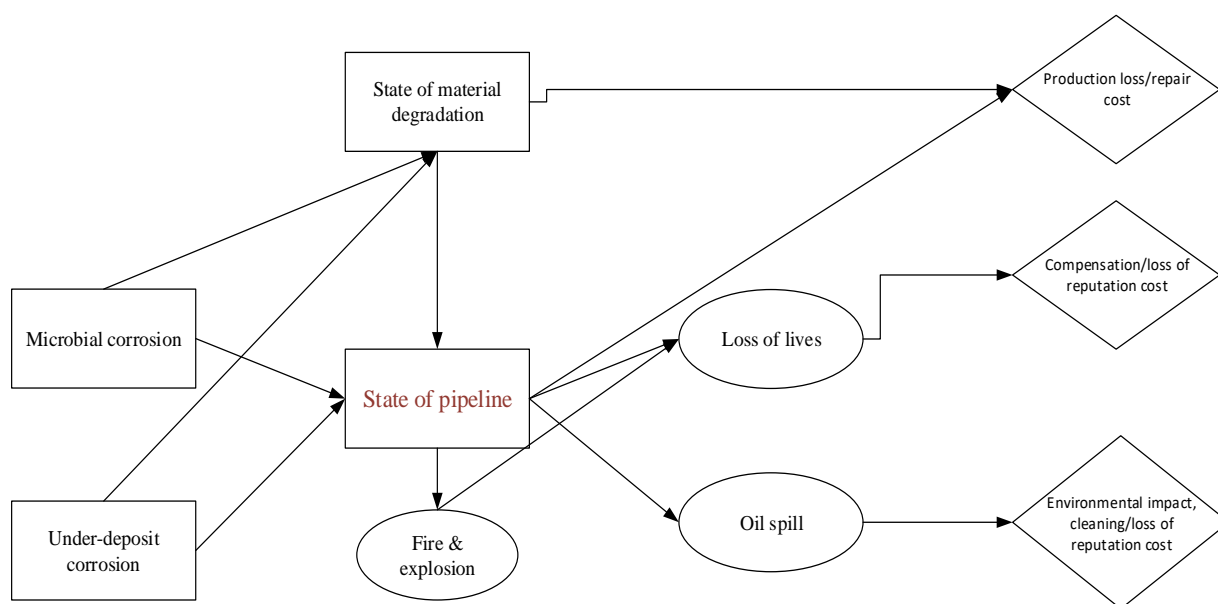 State of material
degradation
Production loss/repair
cost
Microbial corrosion
Compensation/loss of
reputation cost
Loss of lives
State of pipeline
Under-deposit
corrosion
Fire &
explosion
Oil spill
Environmental impact,
cleaning/loss of
reputation cost